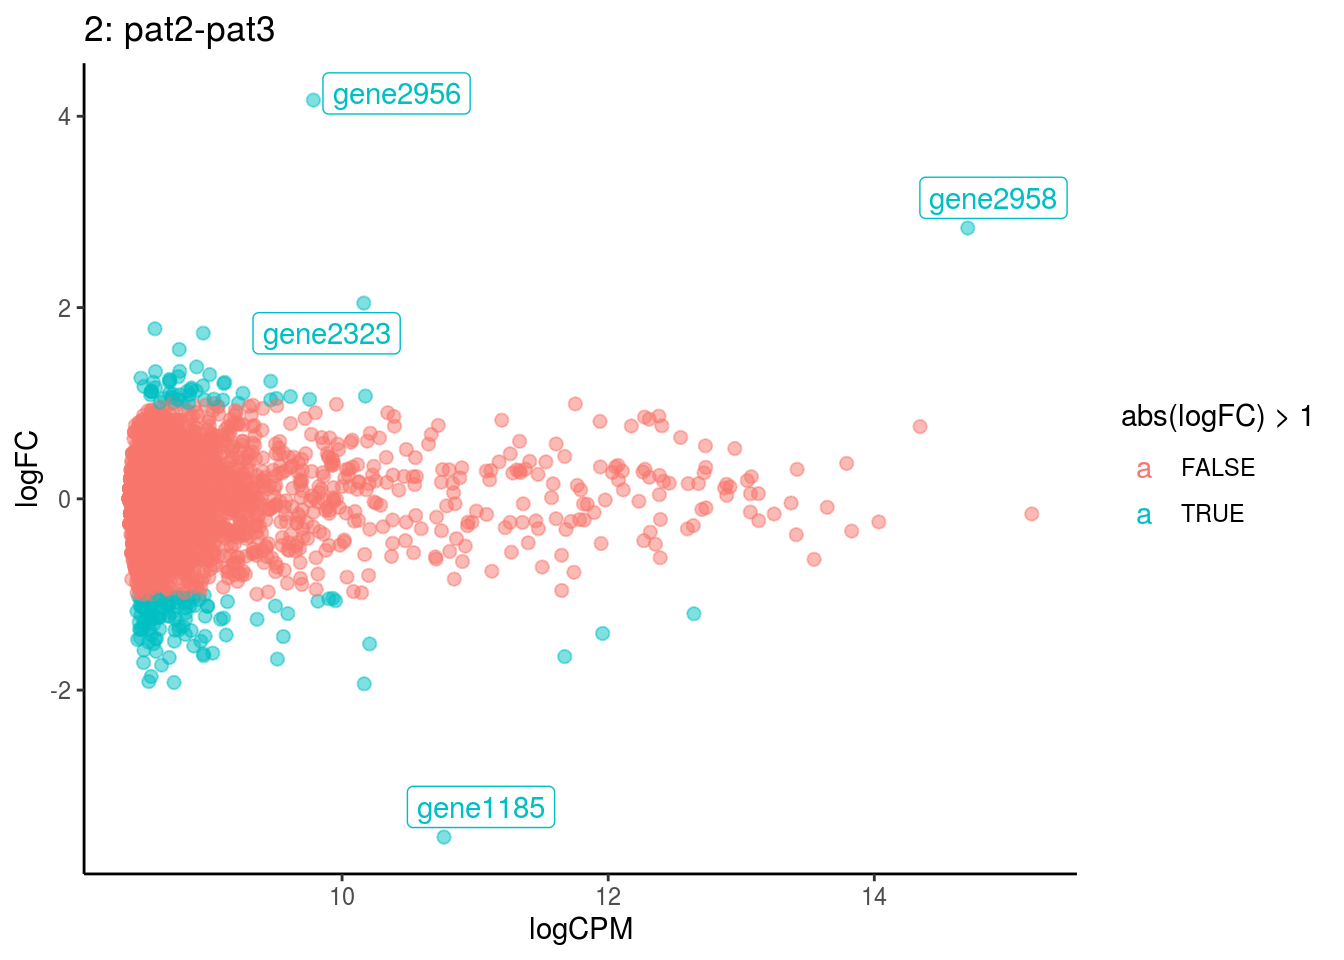 2: pat2-pat3
gene2956
4
gene2958
2
gene2323
abs(logFC) > 1
logFC
a FALSE
0
a TRUE
-2
gene1185
10 12 14
logCPM